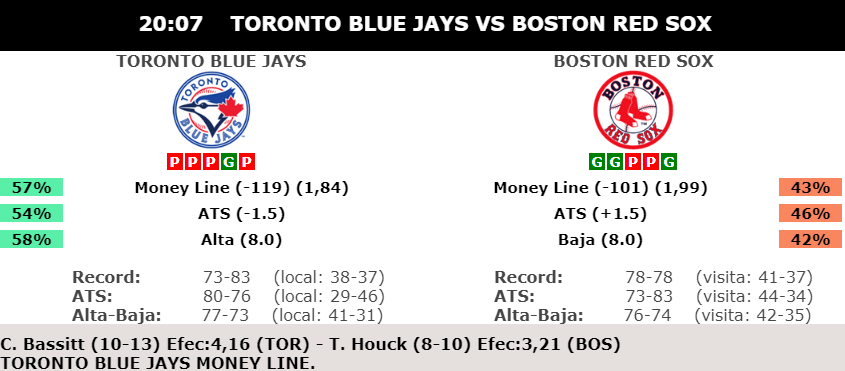 20:07 TORONTO BLUE JAYS VS BOSTON RED SOX
TORONTO BLUE JAYS BOSTON RED SOX
TORONTO BLUE JAYS
BOSTON RED SOX
P P P G P G G P P G
57% Money Line (-119) (1,84) Money Line (-101) (1,99) 43%
54% ATS (-1.5) ATS (+1.5) 46%
58% Alta (8.0) Baja (8.0) 42%
Record: 73-83 (local: 38-37) Record: 78-78 (visita: 41-37)
ATS: 80-76 (local: 29-46) ATS: 73-83 (visita: 44-34)
Alta-Baja: 77-73 (local: 41-31) Alta-Baja: 76-74 (visita: 42-35)
C. Bassitt (10-13) Efec:4,16 (TOR) - T. Houck (8-10) Efec:3,21 (BOS)
TORONTO BLUE JAYS MONEY LINE.